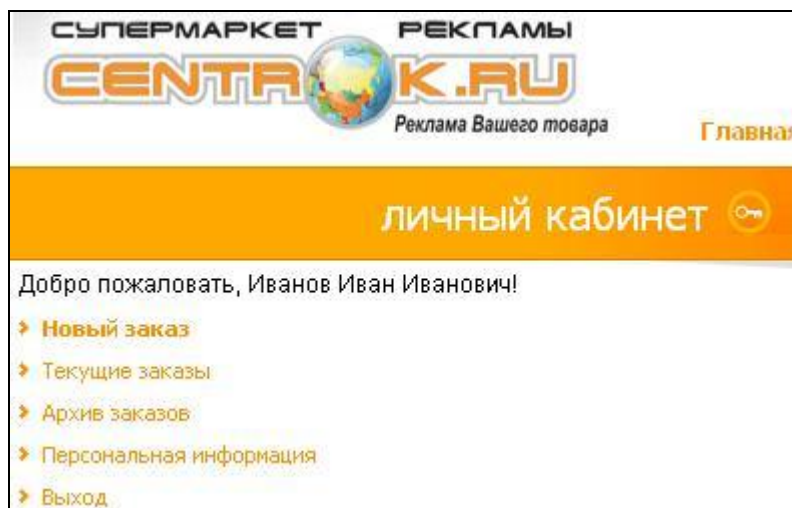 СУПЕРМАРКЕТ РЕКЛАМЫ
CENTROK.RU
Реклама Вашего товара
Главная
личный кабинет
Добро пожаловать, Иванов Иван Иванович!
Новый заказ
Текущие заказы
Архив заказов
Персональная информация
Выход